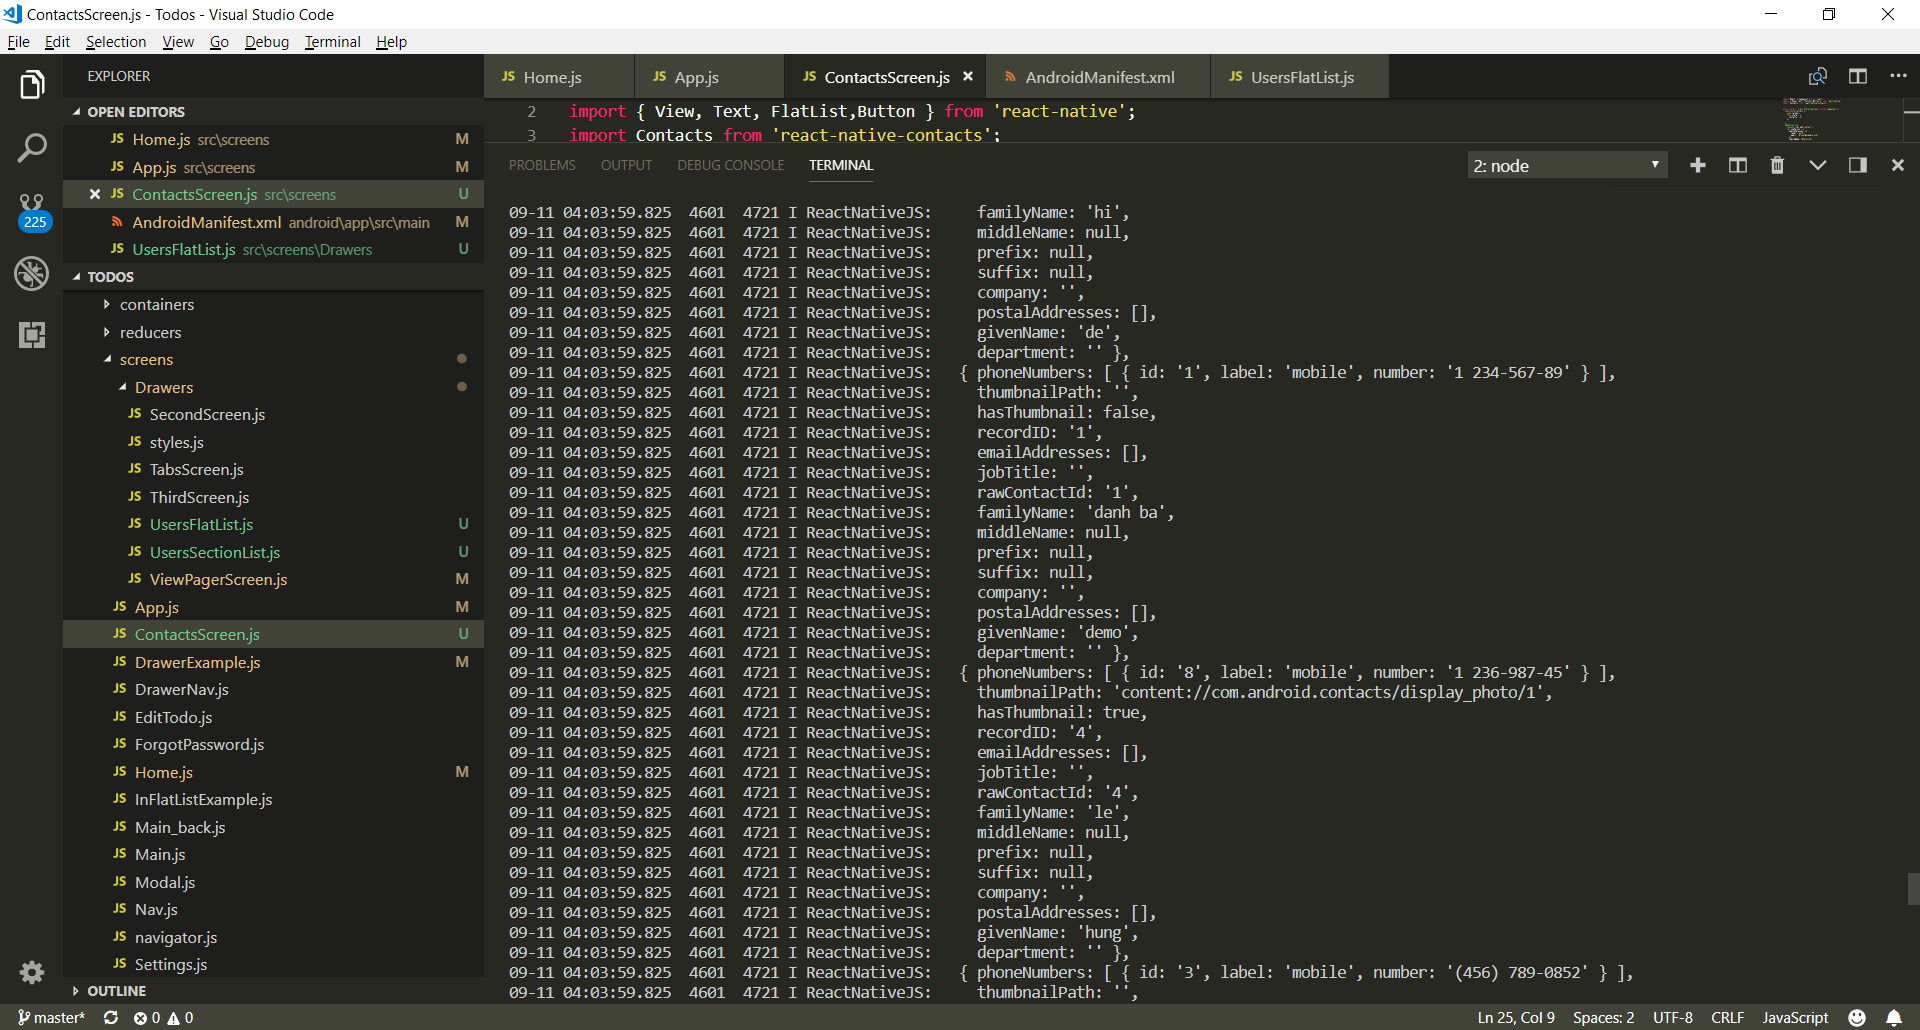 ContactsScreen.js - Todos - Visual Studio Code
File Edit Selection View Go Debug Terminal Help
EXPLORER
OPEN EDITORS
JS Home.js src\screens M
JS App.js src\screens M
JS ContactsScreen.js src\screens U
AndroidManifest.xml android\app\src\main M
JS UsersFlatList.js src\screens\Drawers U
TODOS
containers
reducers
screens
Drawers
JS SecondScreen.js
JS styles.js
JS TabsScreen.js
JS ThirdScreen.js
JS UsersFlatList.js U
JS UsersSectionList.js U
JS ViewPagerScreen.js M
JS App.js M
JS ContactsScreen.js U
JS DrawerExample.js M
JS DrawerNav.js
JS EditTodo.js
JS ForgotPassword.js
JS Home.js M
JS InFlatListExample.js
JS Main_back.js
JS Main.js
JS Modal.js
JS Nav.js
JS navigator.js
JS Settings.js
OUTLINE
225
JS Home.js JS App.js JS ContactsScreen.js AndroidManifest.xml JS UsersFlatList.js
2 import { View, Text, FlatList,Button } from 'react-native';
3 import Contacts from 'react-native-contacts';
PROBLEMS OUTPUT DEBUG CONSOLE TERMINAL 2: node
09-11 04:03:59.825 4601 4721 I ReactNativeJS: familyName: 'hi',
09-11 04:03:59.825 4601 4721 I ReactNativeJS: middleName: null,
09-11 04:03:59.825 4601 4721 I ReactNativeJS: prefix: null,
09-11 04:03:59.825 4601 4721 I ReactNativeJS: suffix: null,
09-11 04:03:59.825 4601 4721 I ReactNativeJS: company: '',
09-11 04:03:59.825 4601 4721 I ReactNativeJS: postalAddresses: [],
09-11 04:03:59.825 4601 4721 I ReactNativeJS: givenName: 'de',
09-11 04:03:59.825 4601 4721 I ReactNativeJS: department: '' },
09-11 04:03:59.825 4601 4721 I ReactNativeJS: { phoneNumbers: [ { id: '1', label: 'mobile', number: '1 234-567-89' } ],
09-11 04:03:59.825 4601 4721 I ReactNativeJS: thumbnailPath: '',
09-11 04:03:59.825 4601 4721 I ReactNativeJS: hasThumbnail: false,
09-11 04:03:59.825 4601 4721 I ReactNativeJS: recordID: '1',
09-11 04:03:59.825 4601 4721 I ReactNativeJS: emailAddresses: [],
09-11 04:03:59.825 4601 4721 I ReactNativeJS: jobTitle: '',
09-11 04:03:59.825 4601 4721 I ReactNativeJS: rawContactId: '1',
09-11 04:03:59.825 4601 4721 I ReactNativeJS: familyName: 'danh ba',
09-11 04:03:59.825 4601 4721 I ReactNativeJS: middleName: null,
09-11 04:03:59.825 4601 4721 I ReactNativeJS: prefix: null,
09-11 04:03:59.825 4601 4721 I ReactNativeJS: suffix: null,
09-11 04:03:59.825 4601 4721 I ReactNativeJS: company: '',
09-11 04:03:59.825 4601 4721 I ReactNativeJS: postalAddresses: [],
09-11 04:03:59.825 4601 4721 I ReactNativeJS: givenName: 'demo',
09-11 04:03:59.825 4601 4721 I ReactNativeJS: department: '' },
09-11 04:03:59.825 4601 4721 I ReactNativeJS: { phoneNumbers: [ { id: '8', label: 'mobile', number: '1 236-987-45' } ],
09-11 04:03:59.825 4601 4721 I ReactNativeJS: thumbnailPath: 'content://com.android.contacts/display_photo/1',
09-11 04:03:59.825 4601 4721 I ReactNativeJS: hasThumbnail: true,
09-11 04:03:59.825 4601 4721 I ReactNativeJS: recordID: '4',
09-11 04:03:59.825 4601 4721 I ReactNativeJS: emailAddresses: [],
09-11 04:03:59.825 4601 4721 I ReactNativeJS: jobTitle: '',
09-11 04:03:59.825 4601 4721 I ReactNativeJS: rawContactId: '4',
09-11 04:03:59.825 4601 4721 I ReactNativeJS: familyName: 'le',
09-11 04:03:59.825 4601 4721 I ReactNativeJS: middleName: null,
09-11 04:03:59.825 4601 4721 I ReactNativeJS: prefix: null,
09-11 04:03:59.825 4601 4721 I ReactNativeJS: suffix: null,
09-11 04:03:59.825 4601 4721 I ReactNativeJS: company: '',
09-11 04:03:59.825 4601 4721 I ReactNativeJS: postalAddresses: [],
09-11 04:03:59.825 4601 4721 I ReactNativeJS: givenName: 'hung',
09-11 04:03:59.825 4601 4721 I ReactNativeJS: department: '' },
09-11 04:03:59.825 4601 4721 I ReactNativeJS: { phoneNumbers: [ { id: '3', label: 'mobile', number: '(456) 789-0852' } ],
09-11 04:03:59.825 4601 4721 I ReactNativeJS: thumbnailPath: '',
master* 0 0 Ln 25, Col 9 Spaces: 2 UTF-8 CRLF JavaScript